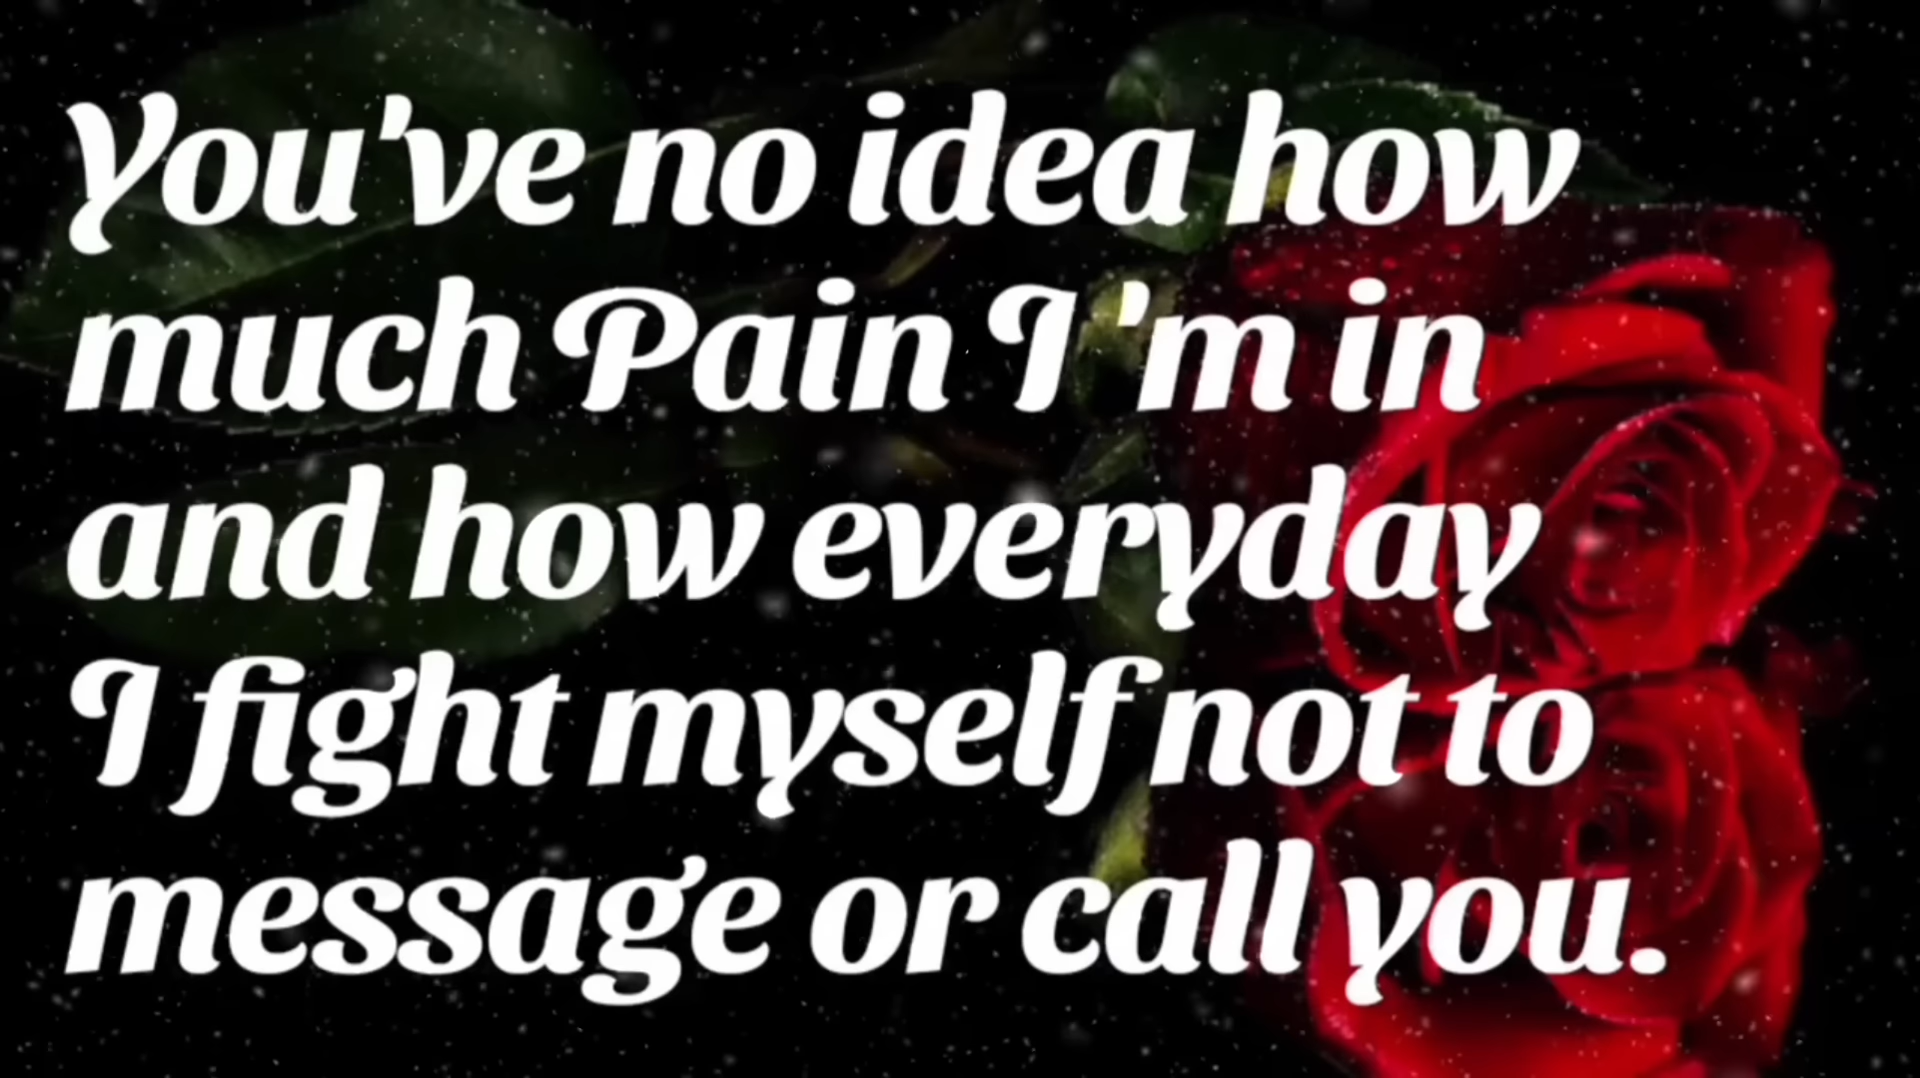 You've no idea how
much Pain I 'm in
and how everyday
I fight myself not to
message or call you.